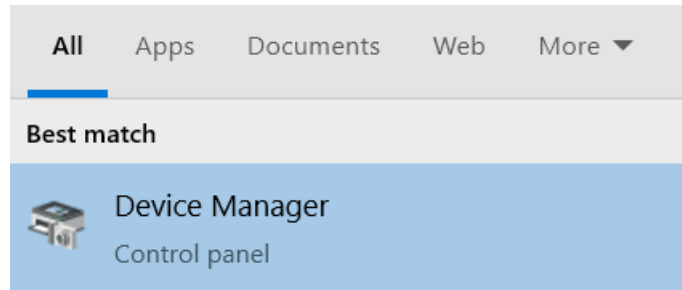 All Apps Documents Web More
Best match
Device Manager
Control panel